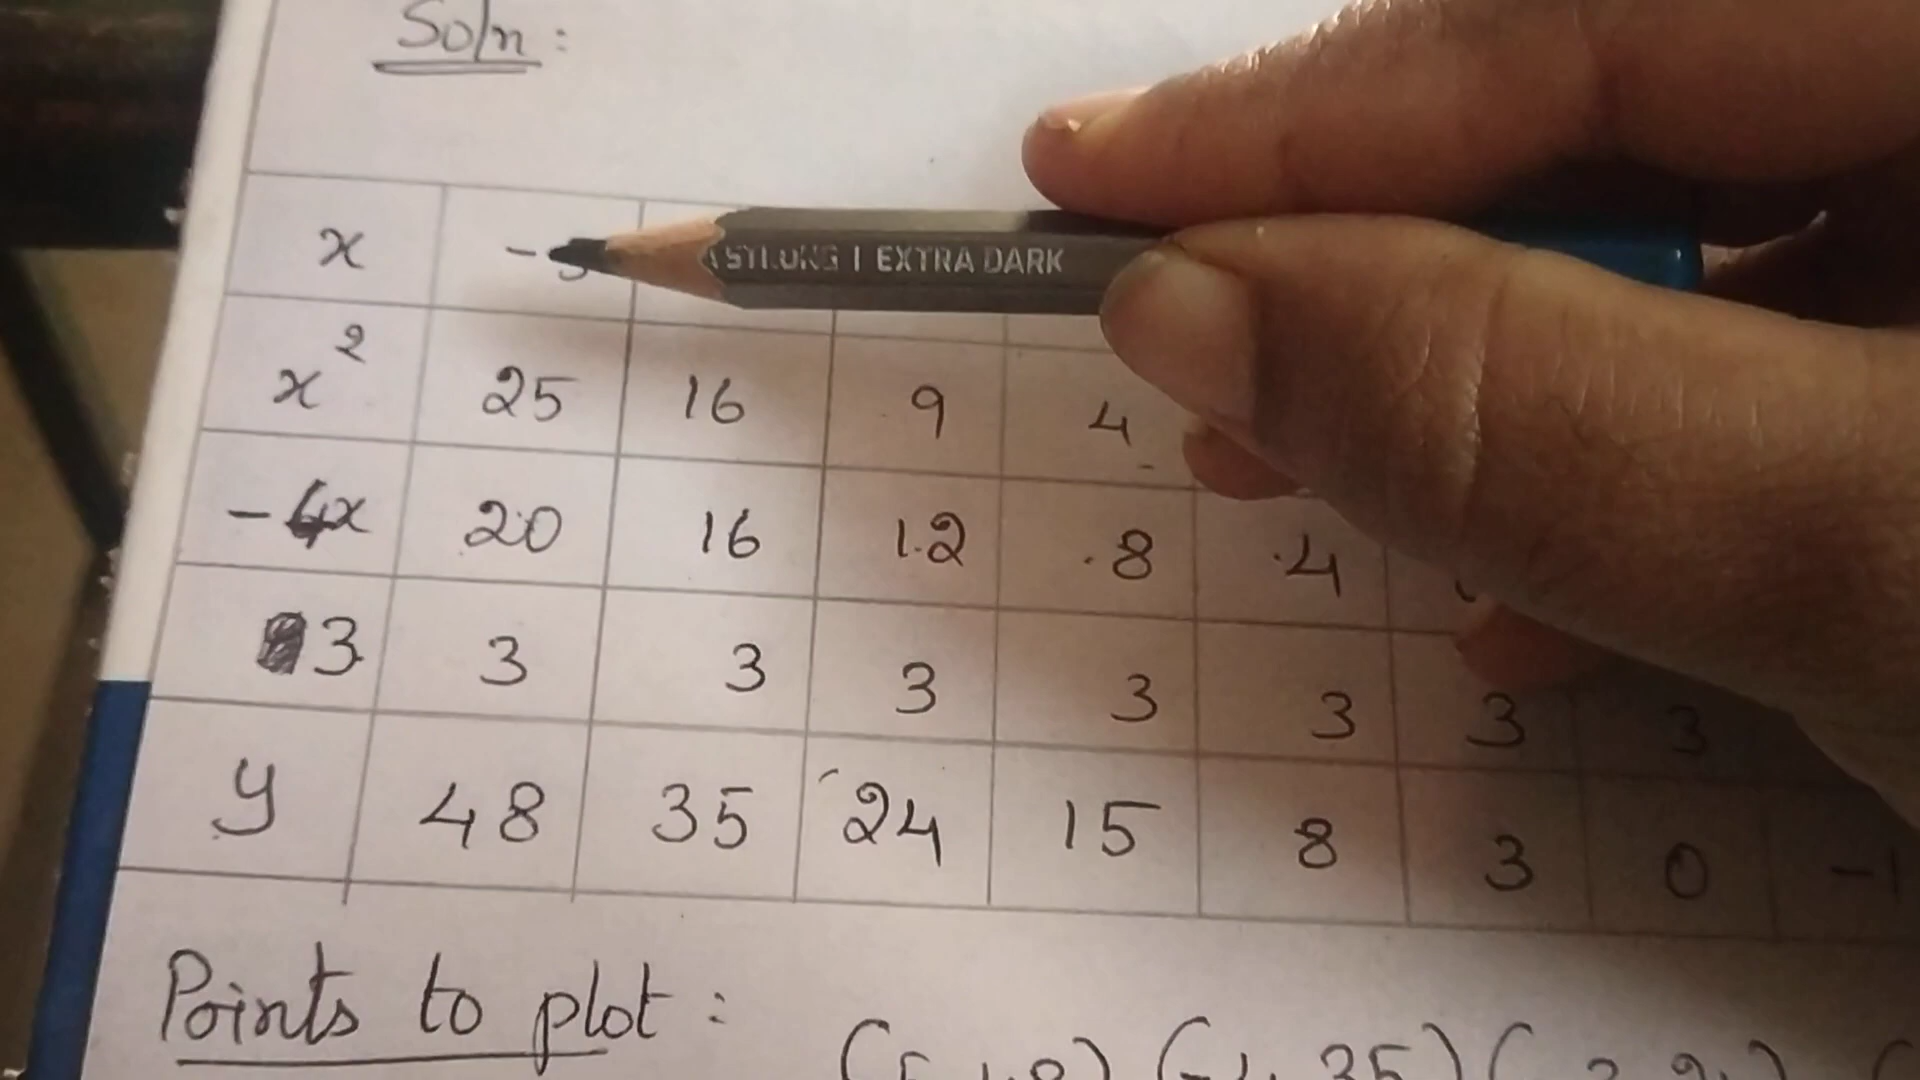 Soln:
x -5
EXTRA DARK
x² 25 16 9 4
-4x 20 16 12 8 4
3 3 3 3 3 3 3 3
y 48 35 24 15 8 3 0 -1
Points to plot: